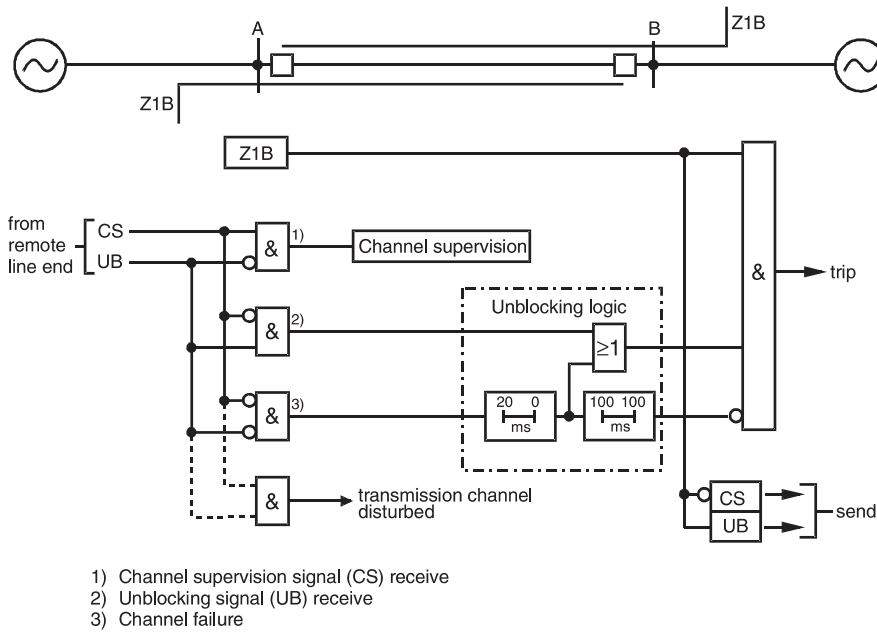 A
B
Z1B
Z1B
Z1B
from
remote
line end
CS
UB
&
1)
Channel supervision
&
2)
Unblocking logic
≥1
&
3)
20 0
ms
100 100
ms
&
trip
&
transmission channel
disturbed
CS
UB
send
1) Channel supervision signal (CS) receive
2) Unblocking signal (UB) receive
3) Channel failure